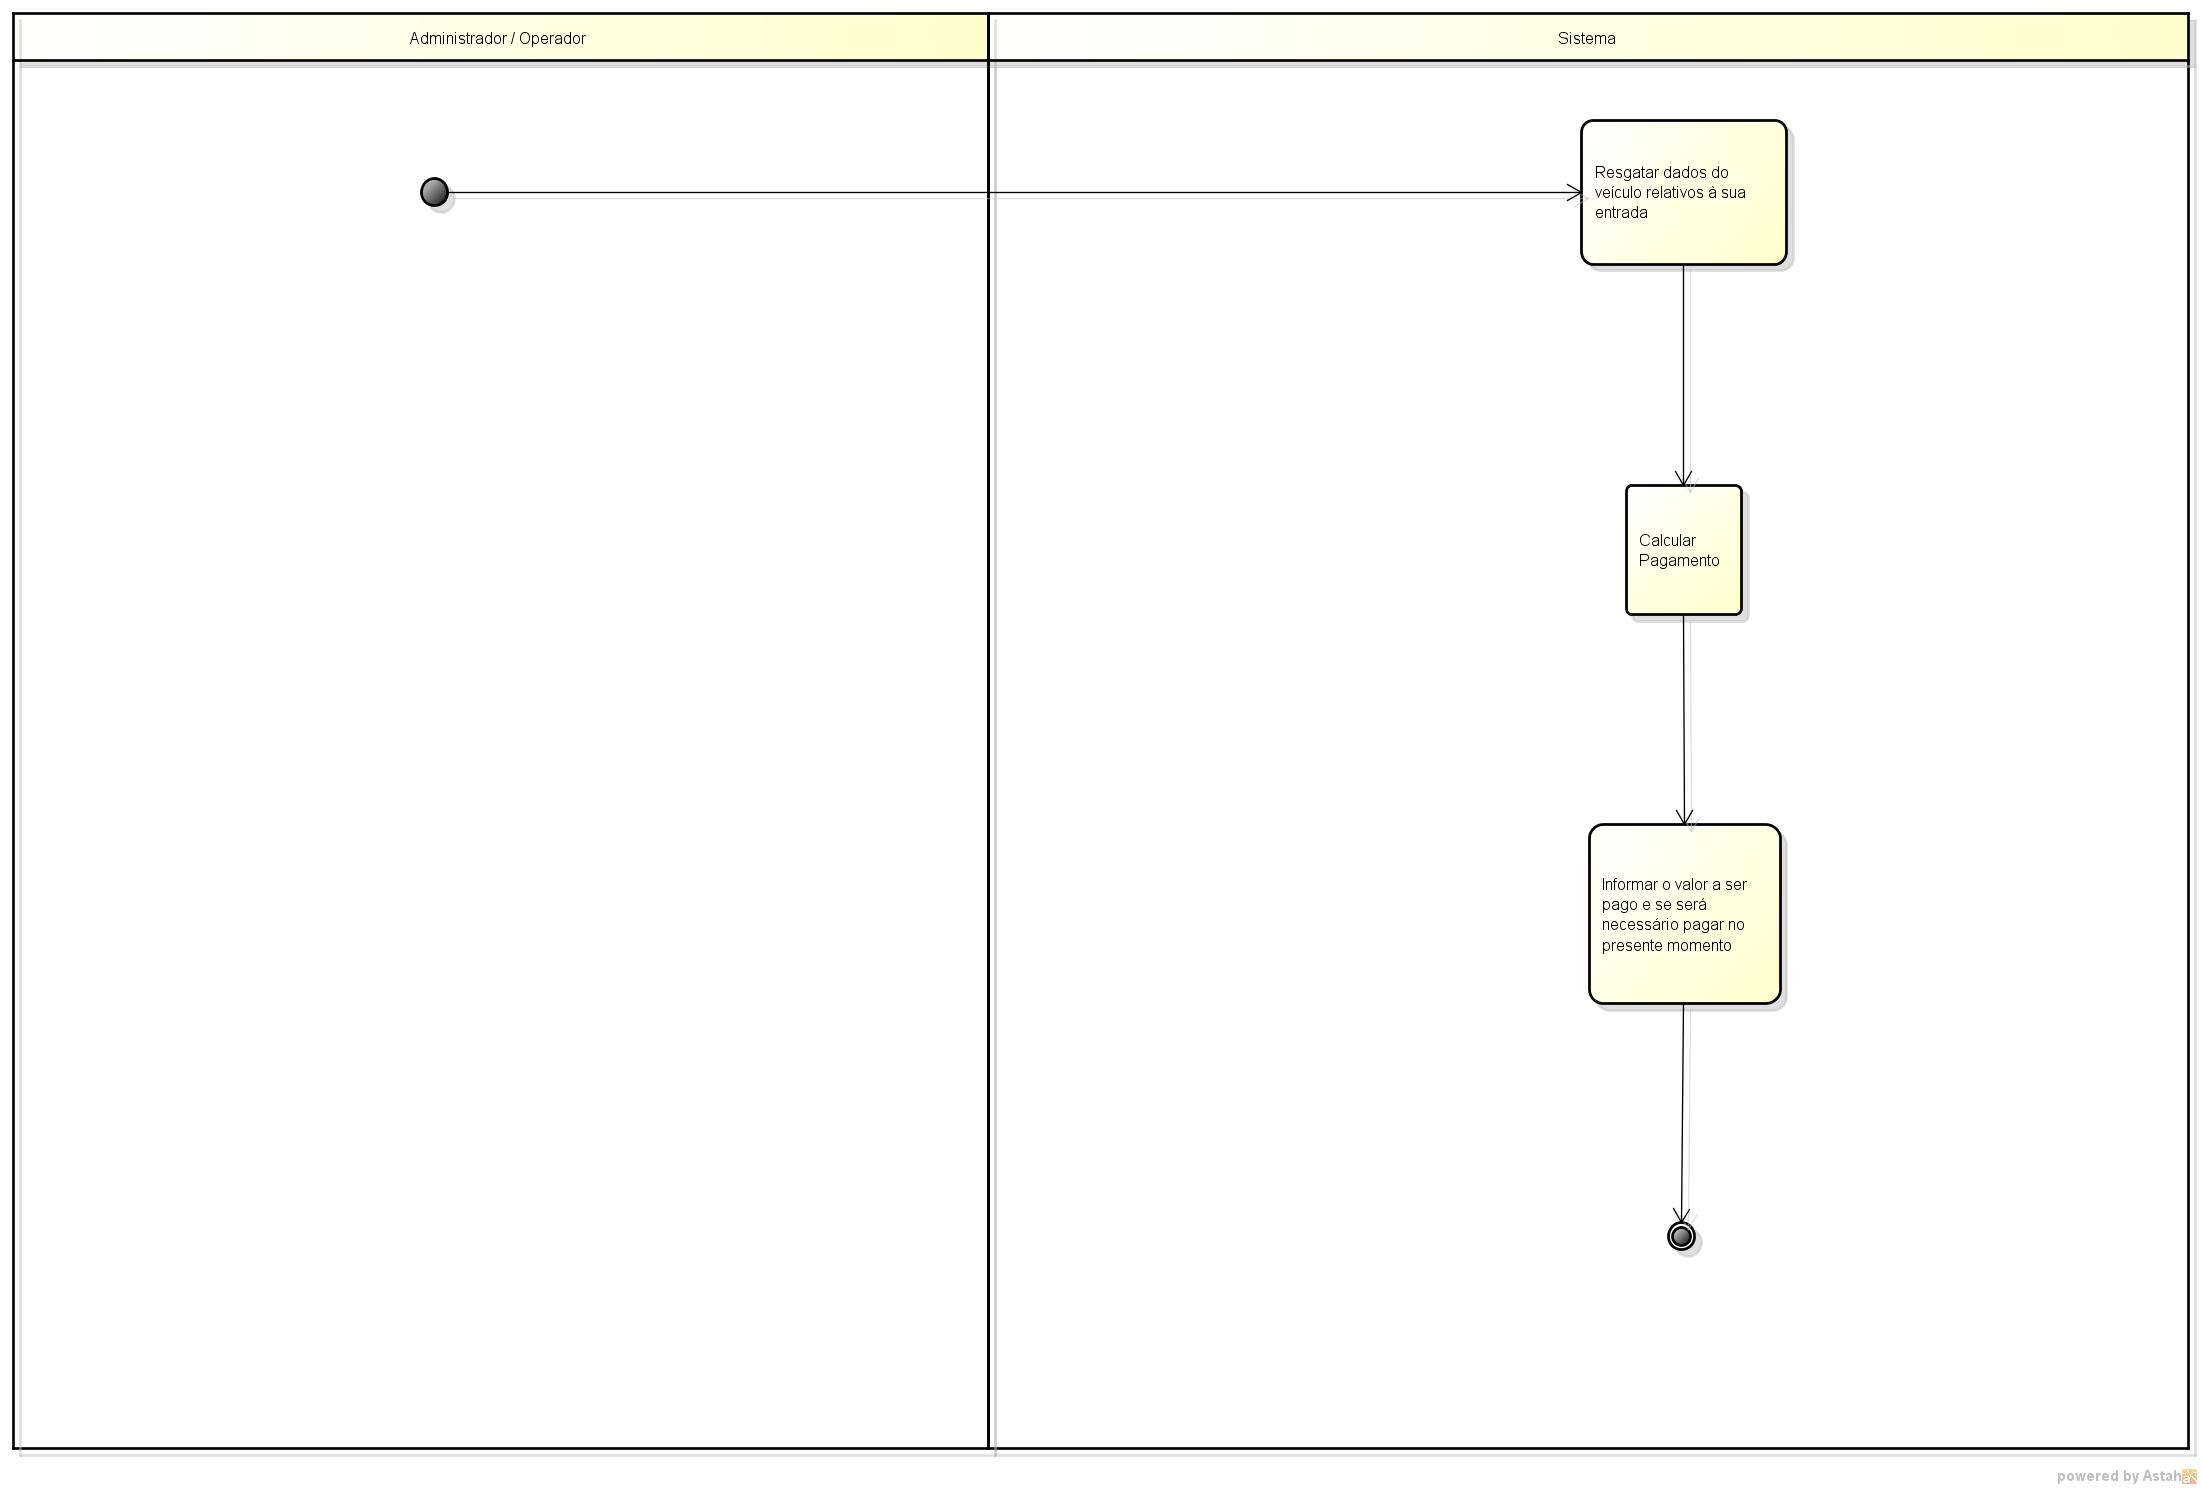 Administrador / Operador
Sistema
Resgatar dados do
veículo relativos à sua
entrada
Calcular
Pagamento
Informar o valor a ser
pago e se será
necessário pagar no
presente momento
powered by Astah